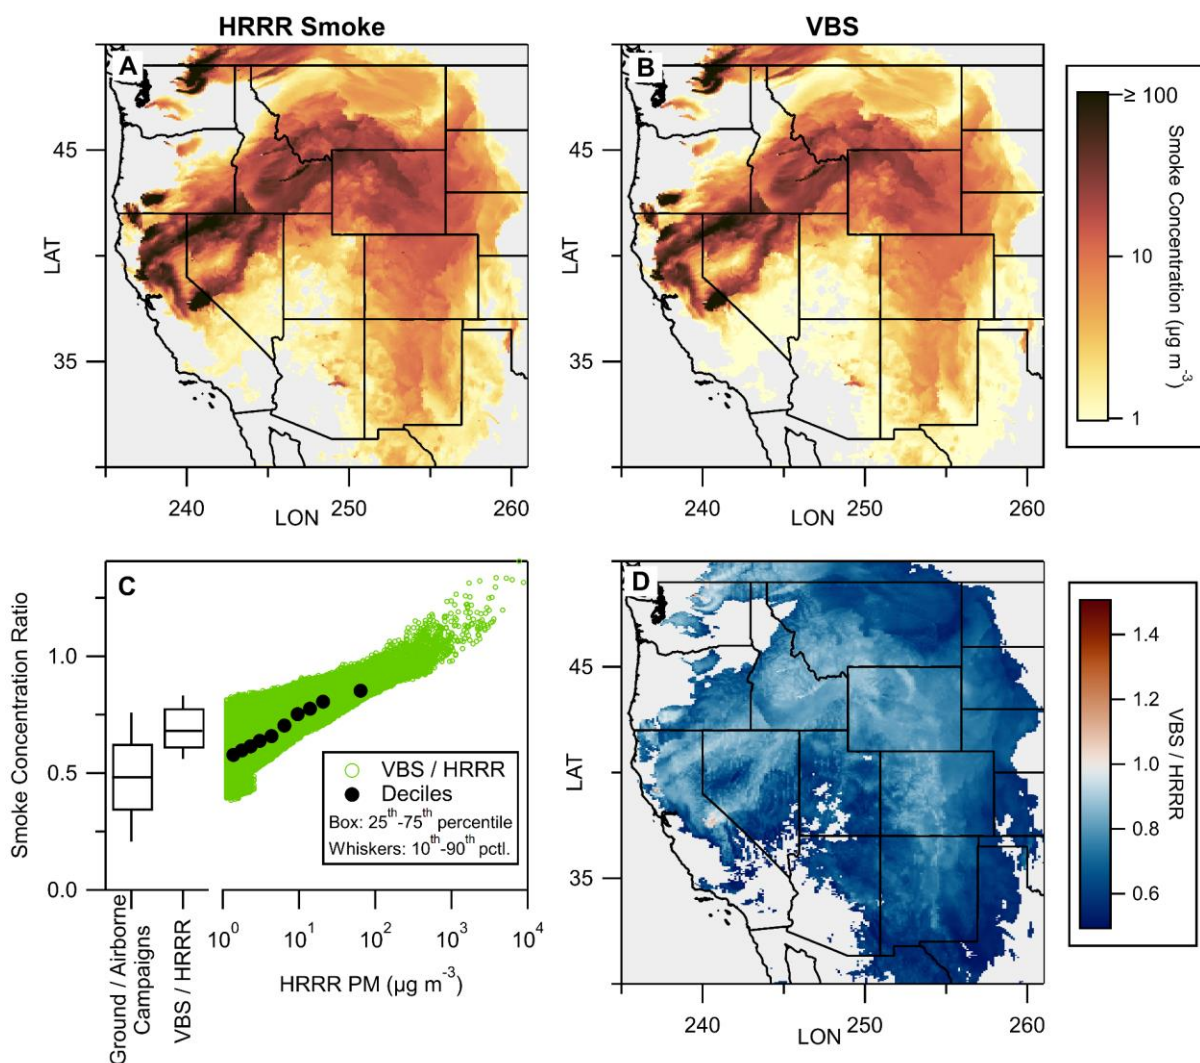 HRRR Smoke
VBS
A
B
45
35
LAT
240
250
260
LON
45
35
LAT
240
250
260
LON
≥ 100
10
1
Smoke Concentration (µg m⁻³)
C
1.0
0.5
0.0
Smoke Concentration Ratio
VBS / HRRR
Deciles
Box: 25th-75th percentile
Whiskers: 10th-90th pctl.
Ground / Airborne
Campaigns
VBS / HRRR
10⁰
10¹
10²
10³
10⁴
HRRR PM (µg m⁻³)
D
45
35
LAT
240
250
260
LON
1.4
1.2
1.0
0.8
0.6
VBS / HRRR